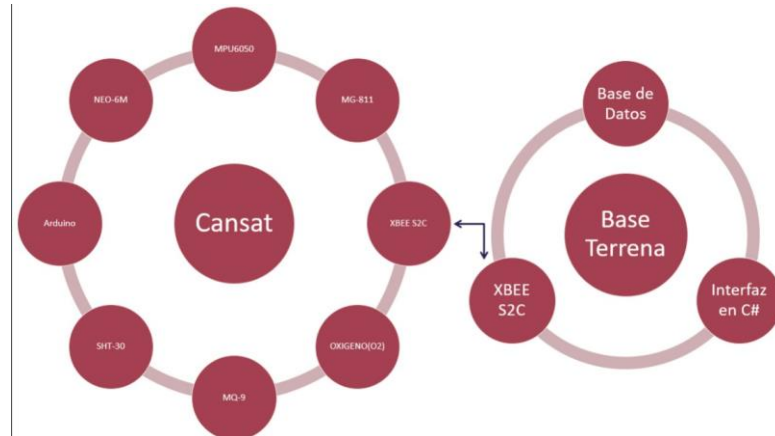 MPU6050
NEO-6M
MG-811
Arduino
Cansat
XBEE S2C
SHT-30
OXIGENO(O2)
MQ-9
Base de
Datos
Base
Terrena
XBEE
S2C
Interfaz
en C#